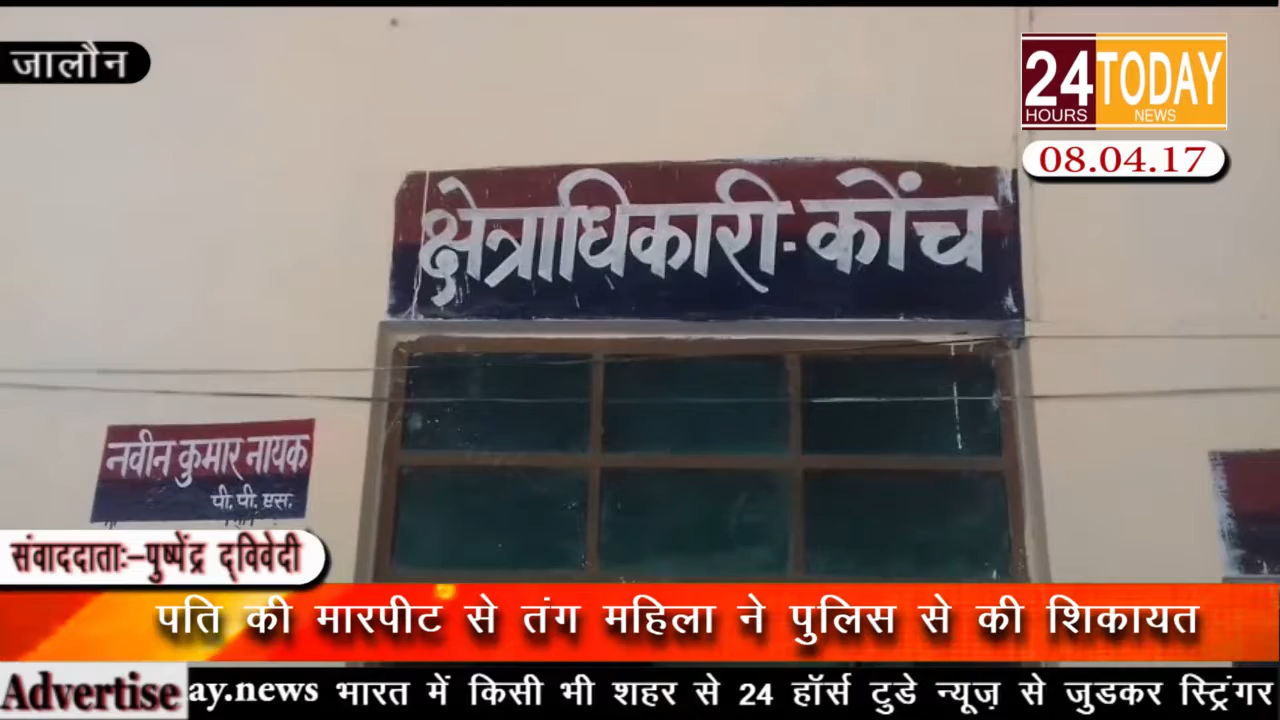 जालौन
24 TODAY
HOURS NEWS
08.04.17
क्षेत्राधिकारी-कोंच
नवीन कुमार नायक
पी.पी.एस.
संवाददाताः-पुष्पेंद्र द्विवेदी
पति की मारपीट से तंग महिला ने पुलिस से की शिकायत
Advertise ay.news भारत में किसी भी शहर से 24 हॉर्स टुडे न्यूज़ से जुडकर स्ट्रिंगर